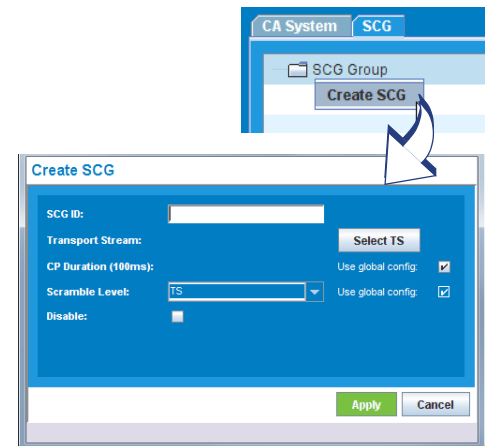 CA System SCG
SCG Group
Create SCG
Create SCG
SCG ID:
Transport Stream: Select TS
CP Duration (100ms): Use global config:
Scramble Level: TS Use global config:
Disable:
Apply Cancel